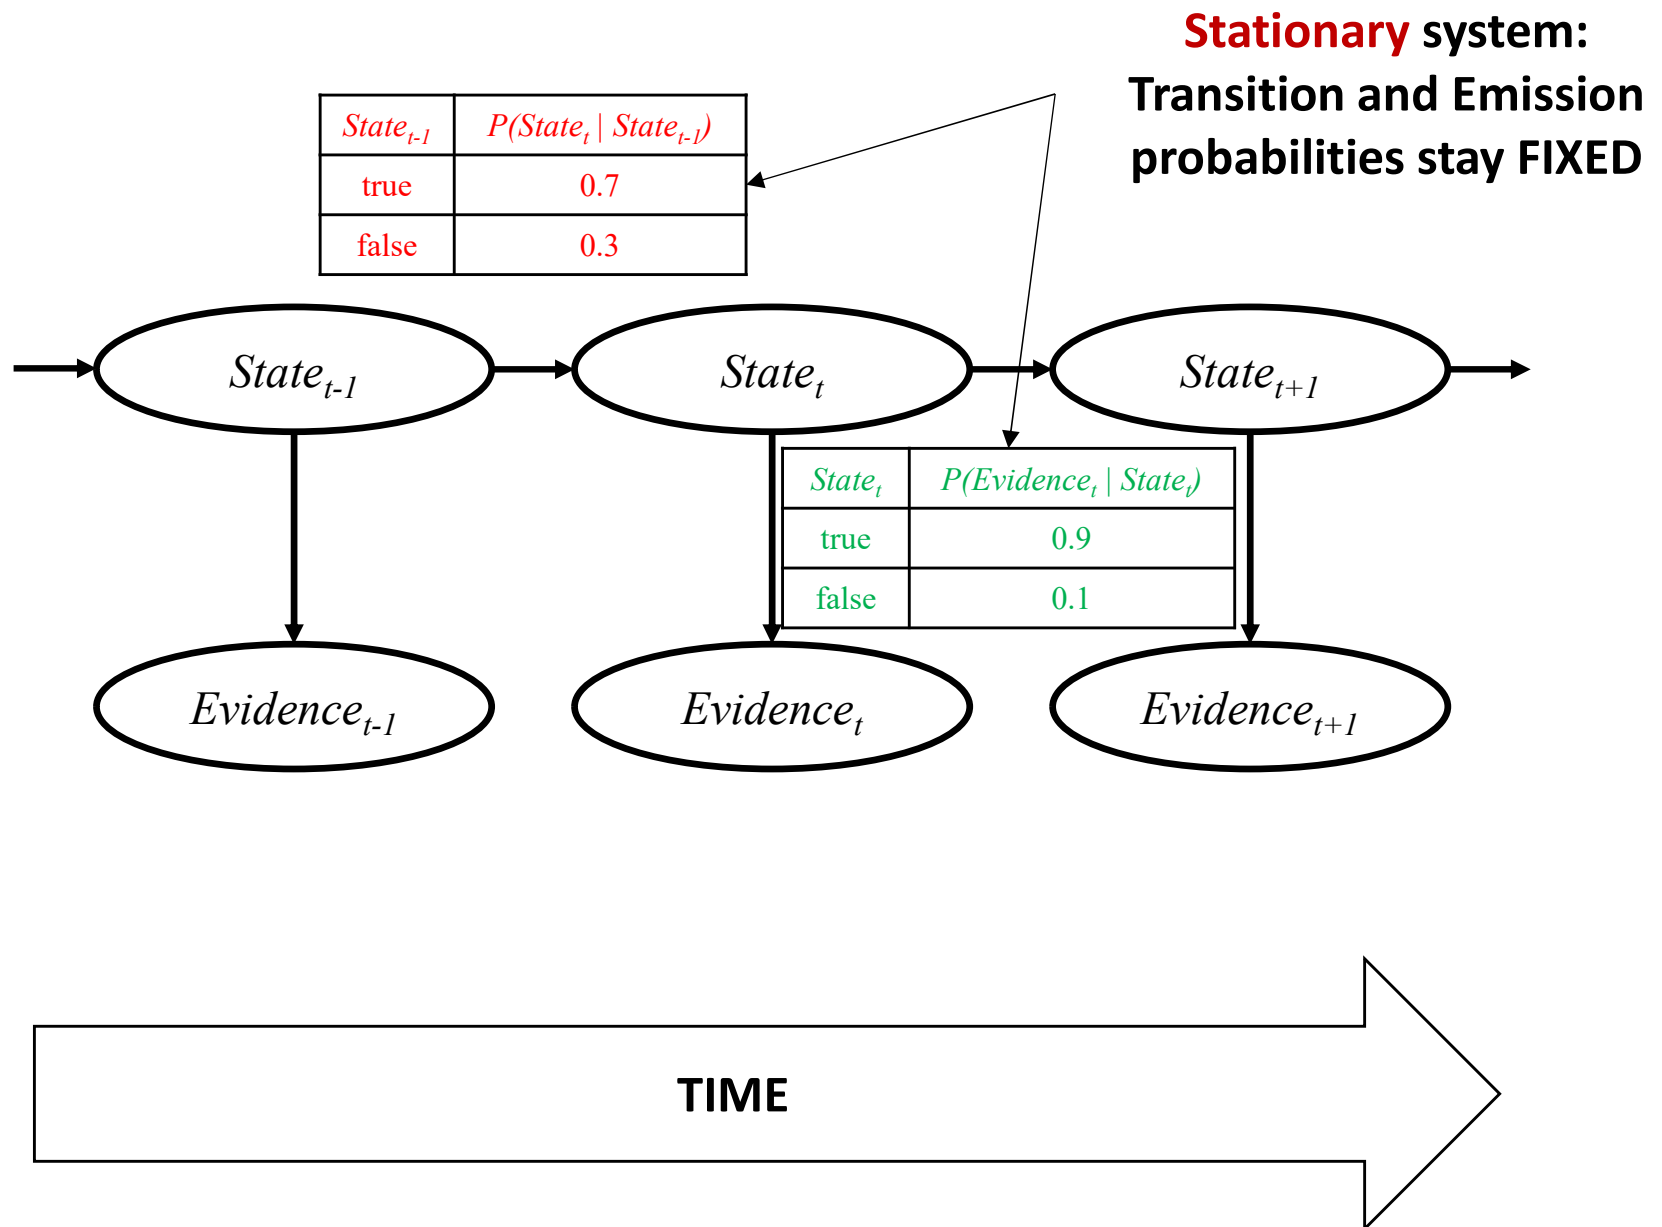 Stationary system:
Transition and Emission
probabilities stay FIXED
State_{t-1} P(State_t | State_{t-1})
true 0.7
false 0.3
State_{t-1} State_t State_{t+1}
State_t P(Evidence_t | State_t)
true 0.9
false 0.1
Evidence_{t-1} Evidence_t Evidence_{t+1}
TIME